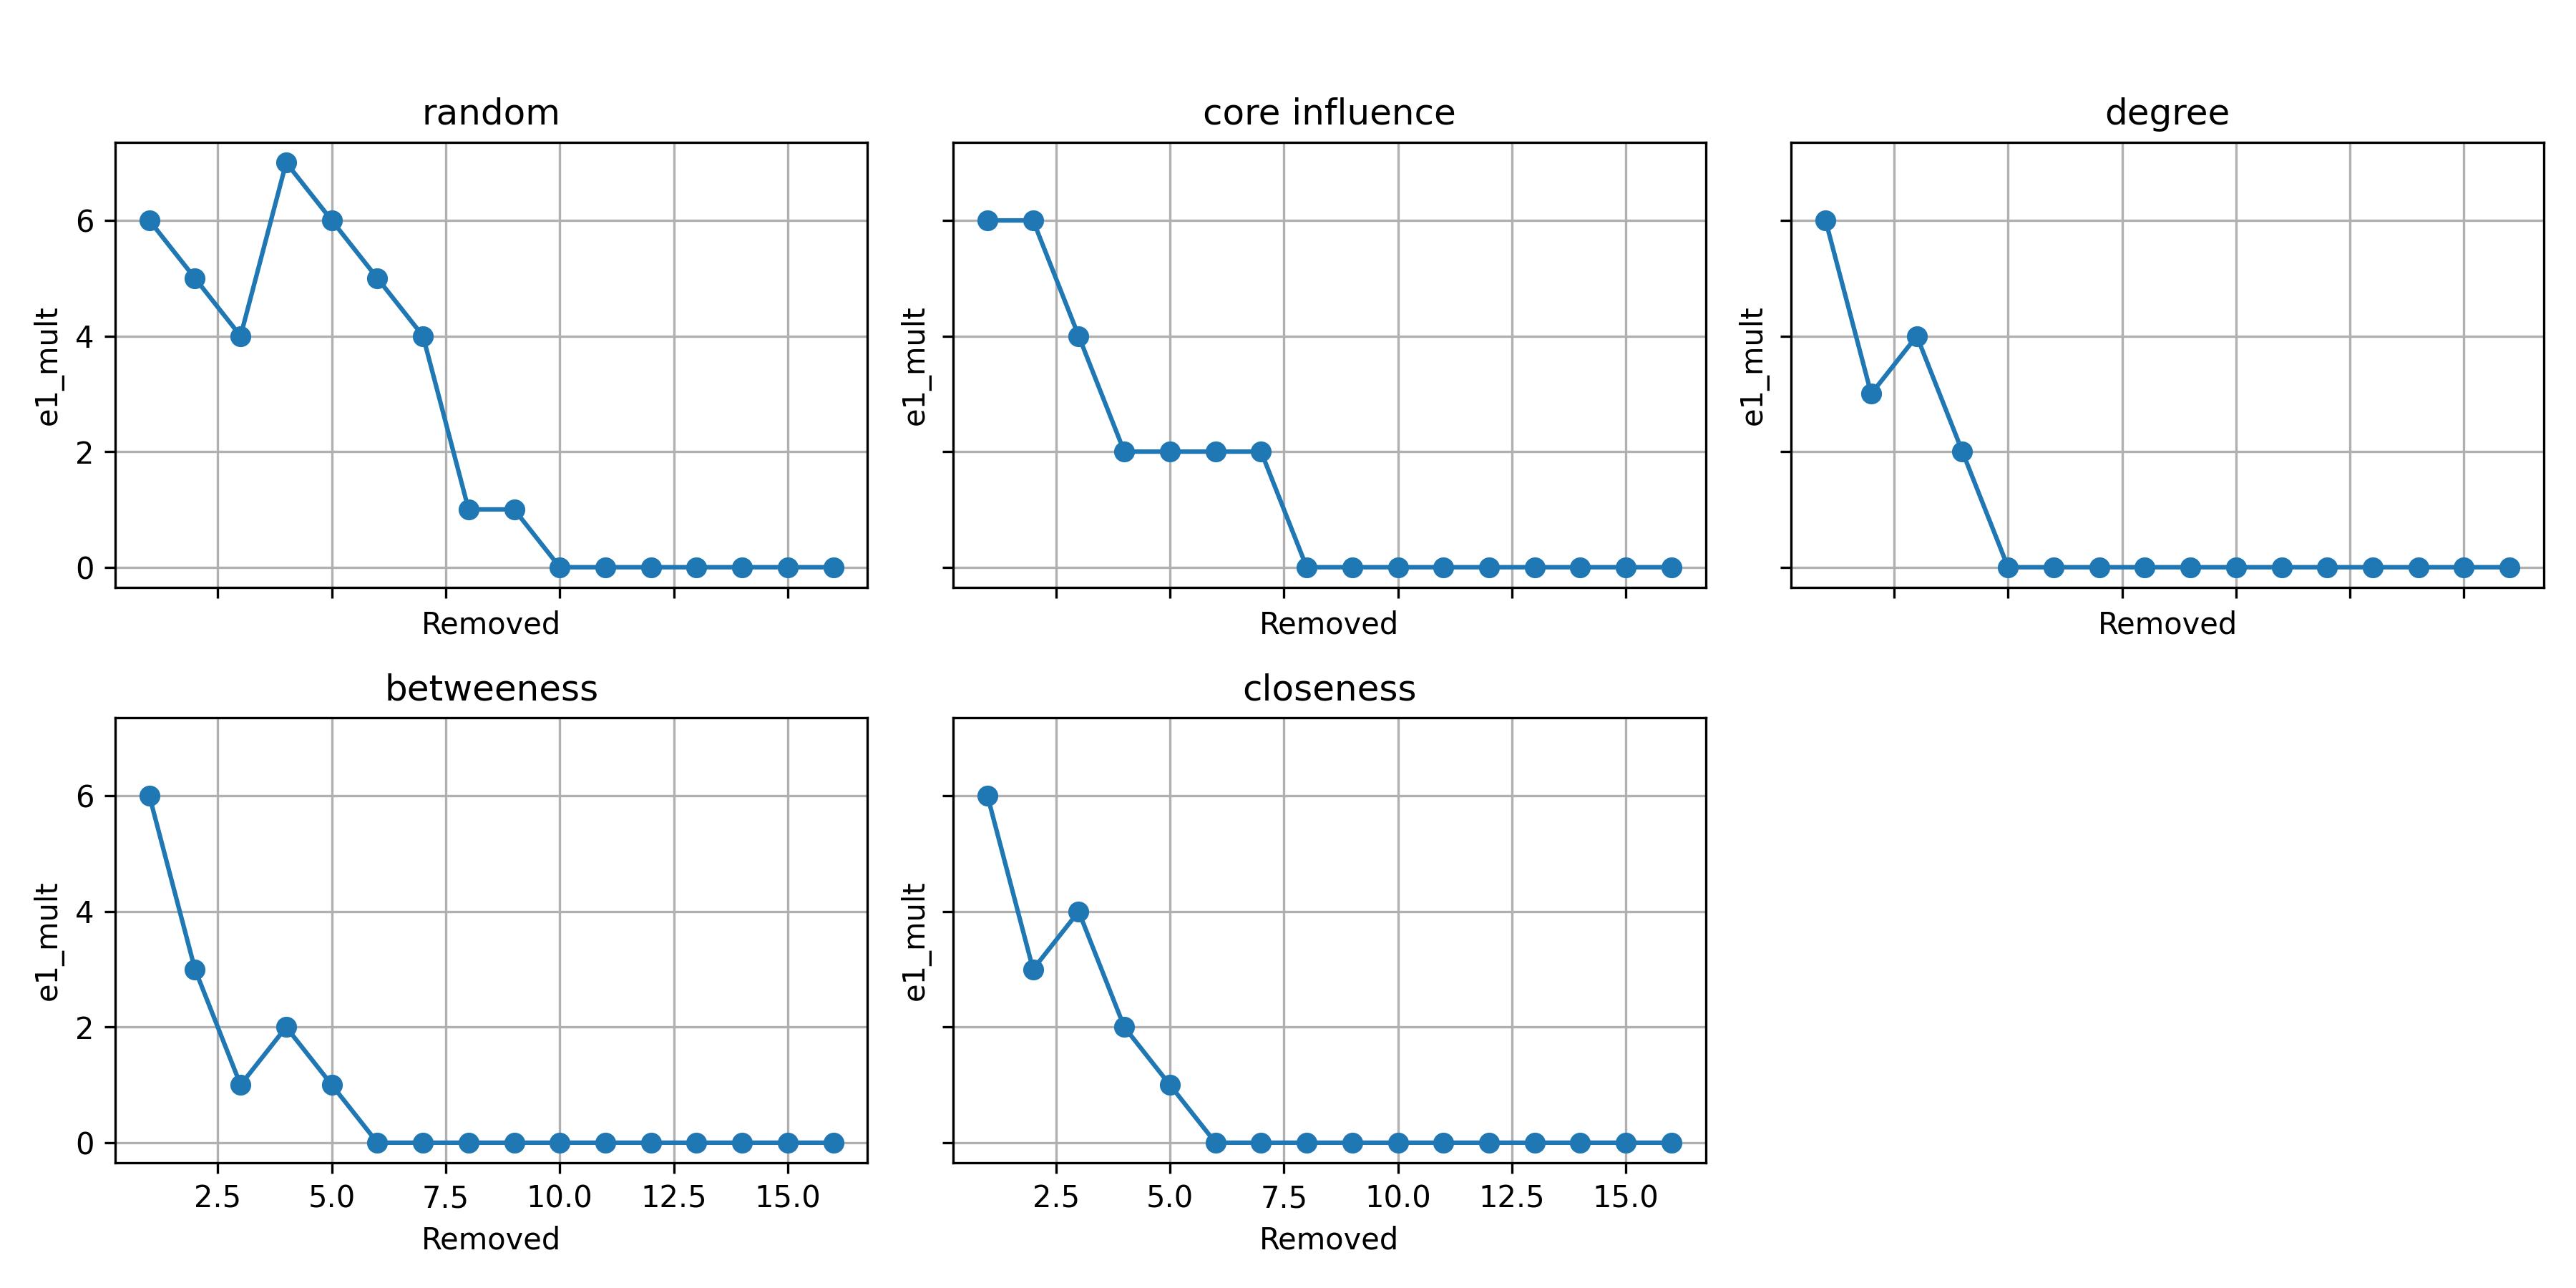 random
core influence
degree
e1_mult
6
4
2
0
Removed
e1_mult
Removed
e1_mult
Removed
betweeness
closeness
e1_mult
6
4
2
0
2.5 5.0 7.5 10.0 12.5 15.0
Removed
e1_mult
2.5 5.0 7.5 10.0 12.5 15.0
Removed